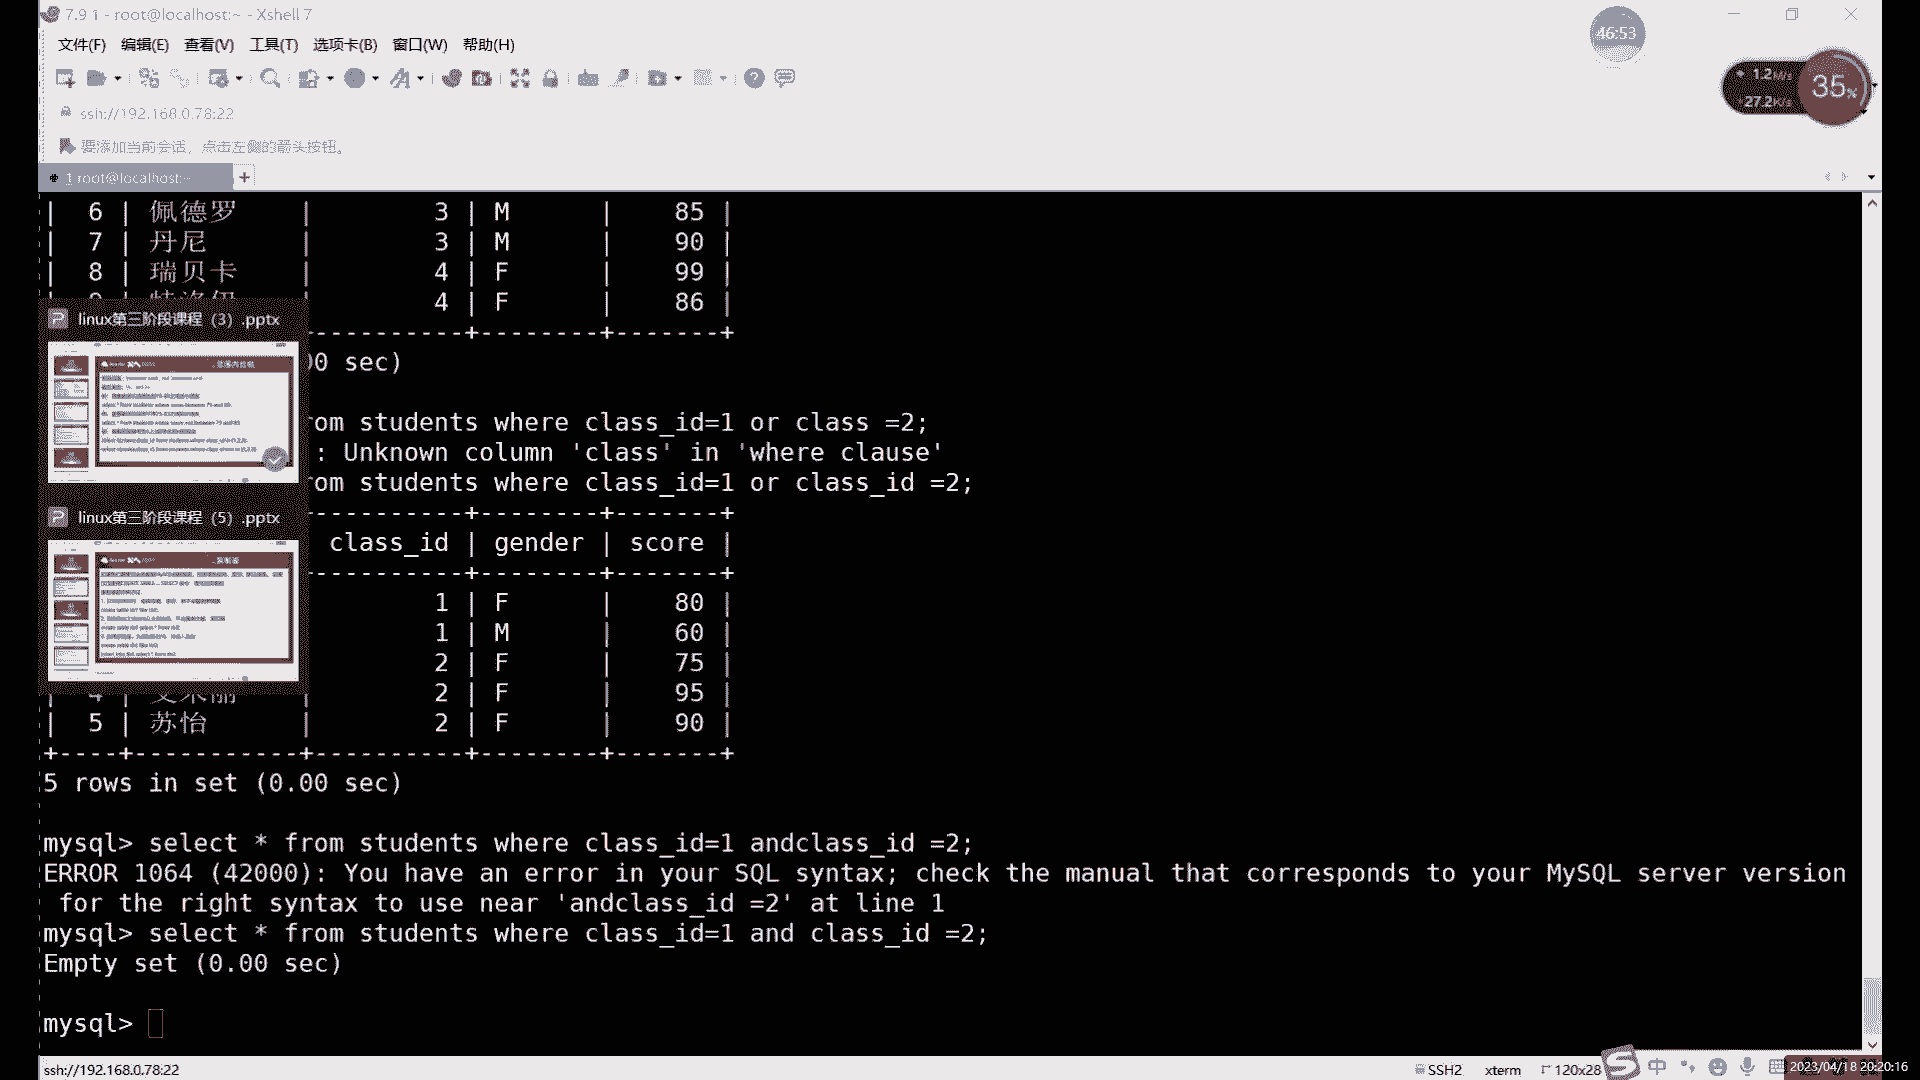 7.9 1 - root@localhost:~ - Xshell 7
46:53
文件(F) 编辑(E) 查看(V) 工具(T) 选项卡(B) 窗口(W) 帮助(H)
1.2M/s
27.2K/s
35%
ssh://192.168.0.78:22
要添加当前会话，点击左侧的箭头按钮。
1 root@localhost:~
+
| 6 | 佩德罗 | 3 | M | 85 |
| 7 | 丹尼 | 3 | M | 90 |
| 8 | 瑞贝卡 | 4 | F | 99 |
4 | F | 86 |
linux第三阶段课程（3）.pptx
----------+--------+-------+
00 sec)
from students where class_id=1 or class =2;
: Unknown column 'class' in 'where clause'
from students where class_id=1 or class_id =2;
----------+--------+-------+
linux第三阶段课程（5）.pptx
class_id | gender | score |
----------+--------+-------+
1 | F | 80 |
1 | M | 60 |
2 | F | 75 |
| 4 | 2 | F | 95 |
| 5 | 苏怡 | 2 | F | 90 |
+----+-----------+----------+--------+-------+
5 rows in set (0.00 sec)
mysql> select * from students where class_id=1 andclass_id =2;
ERROR 1064 (42000): You have an error in your SQL syntax; check the manual that corresponds to your MySQL server version
for the right syntax to use near 'andclass_id =2' at line 1
mysql> select * from students where class_id=1 and class_id =2;
Empty set (0.00 sec)
mysql>
ssh://192.168.0.78:22
SSH2 xterm 120x28
中
2023/04/18 20:20:16